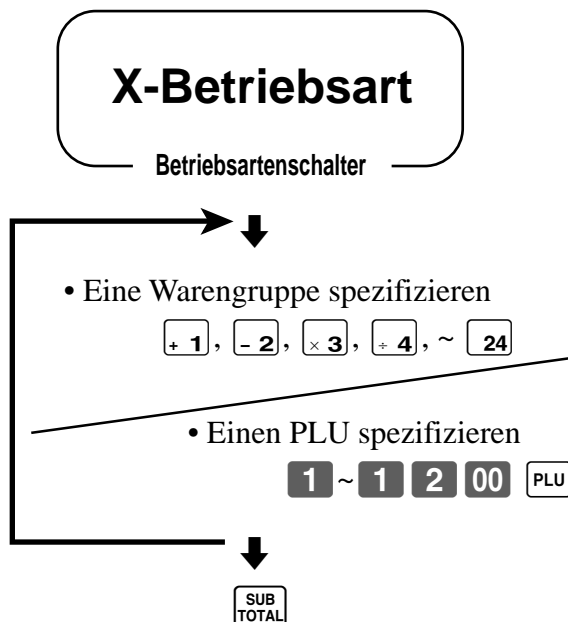 X-Betriebsart
Betriebsartenschalter
• Eine Warengruppe spezifizieren
+ 1, - 2, × 3, ÷ 4, ~ 24
• Einen PLU spezifizieren
1 ~ 1 2 00 PLU
SUB
TOTAL